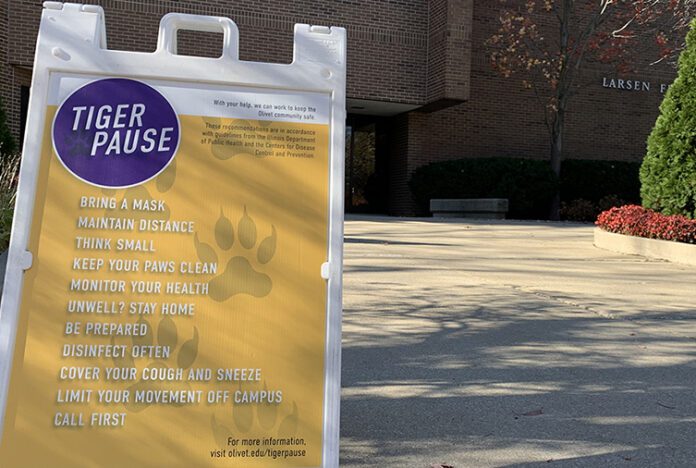 TIGER
PAUSE
With your help, we can work to keep the
Olivet community safe.
These recommendations are in accordance
with guidelines from the Illinois Department
of Public Health and the Centers for Disease
Control and Prevention.
BRING A MASK
MAINTAIN DISTANCE
THINK SMALL
KEEP YOUR PAWS CLEAN
MONITOR YOUR HEALTH
UNWELL? STAY HOME
BE PREPARED
DISINFECT OFTEN
COVER YOUR COUGH AND SNEEZE
LIMIT YOUR MOVEMENT OFF CAMPUS
CALL FIRST
For more information,
visit olivet.edu/tigerpause
LARSEN